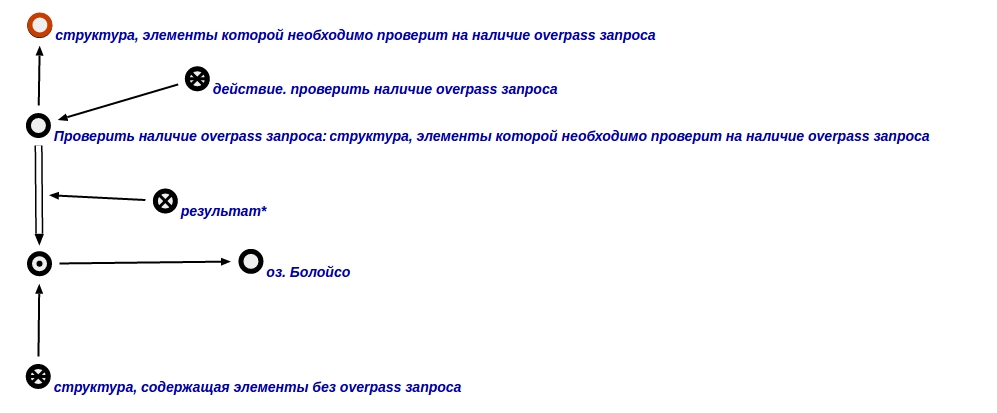 структура, элементы которой необходимо проверит на наличие overpass запроса
действие. проверить наличие overpass запроса
Проверить наличие overpass запроса: структура, элементы которой необходимо проверит на наличие overpass запроса
результат*
оз. Болойсо
структура, содержащая элементы без overpass запроса